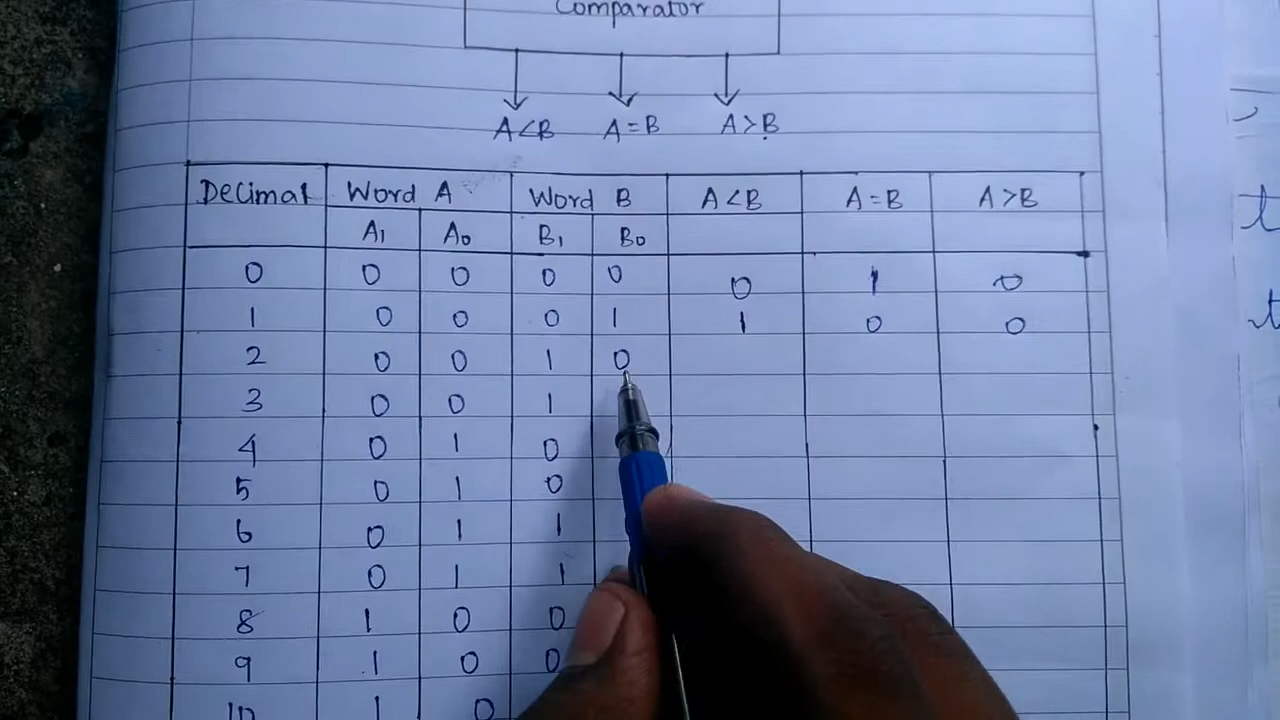 Comparator
A<B A=B A>B
Decimal Word A Word B A<B A=B A>B
A₁ A₀ B₁ B₀
0 0 0 0 0 0 1 0
1 0 0 0 1 1 0 0
2 0 0 1 0
3 0 0 1
4 0 1 0
5 0 1 0
6 0 1 1
7 0 1 1
8 1 0 0
9 1 0 0
10 1 0